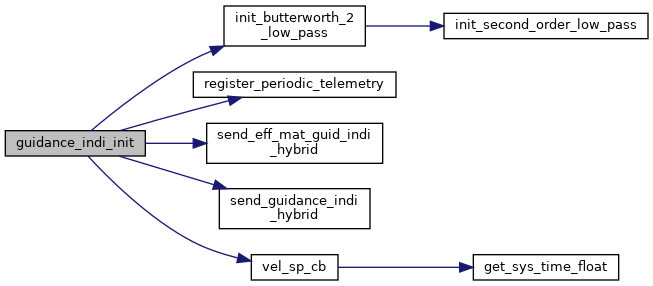 init_butterworth_2
_low_pass
init_second_order_low_pass
register_periodic_telemetry
send_eff_mat_guid_indi
_hybrid
guidance_indi_init
send_guidance_indi
_hybrid
vel_sp_cb
get_sys_time_float